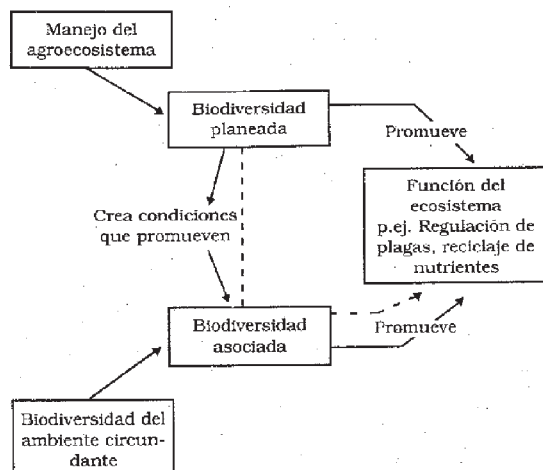 Manejo del
agroecosistema
Biodiversidad
planeada
Promueve
Función del
ecosistema
p.ej. Regulación de
plagas, reciclaje de
nutrientes
Crea condiciones
que promueven
Biodiversidad
asociada
Promueve
Biodiversidad del
ambiente circun-
dante